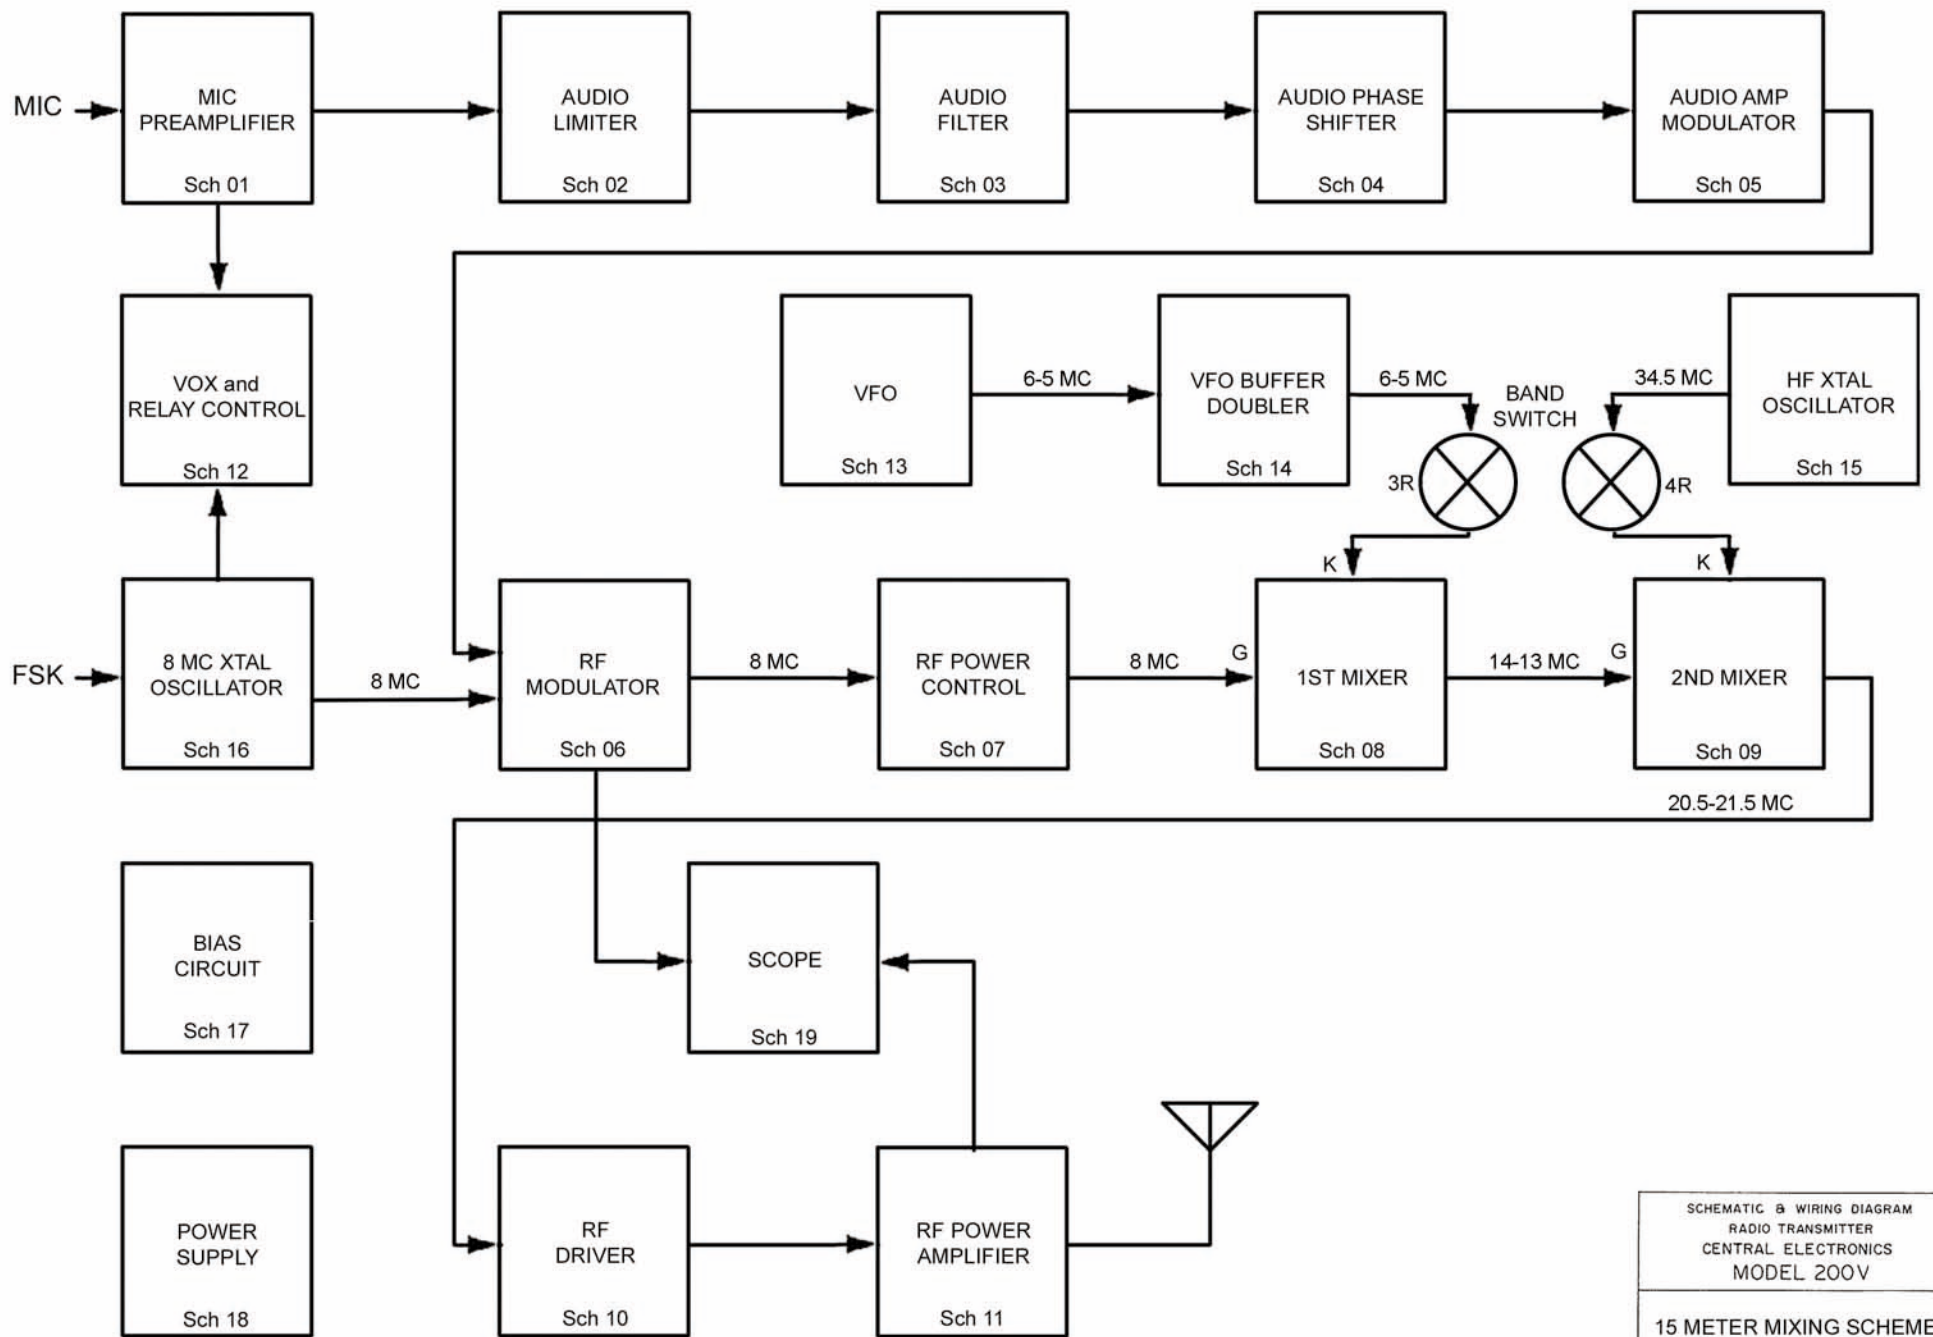 MIC
MIC
PREAMPLIFIER
Sch 01
AUDIO
LIMITER
Sch 02
AUDIO
FILTER
Sch 03
AUDIO PHASE
SHIFTER
Sch 04
AUDIO AMP
MODULATOR
Sch 05
VOX and
RELAY CONTROL
Sch 12
VFO
Sch 13
6-5 MC
VFO BUFFER
DOUBLER
Sch 14
6-5 MC
BAND
SWITCH
34.5 MC
HF XTAL
OSCILLATOR
Sch 15
3R
4R
K
K
FSK
8 MC XTAL
OSCILLATOR
Sch 16
8 MC
RF
MODULATOR
Sch 06
8 MC
RF POWER
CONTROL
Sch 07
8 MC
G
1ST MIXER
Sch 08
14-13 MC
G
2ND MIXER
Sch 09
20.5-21.5 MC
BIAS
CIRCUIT
Sch 17
SCOPE
Sch 19
POWER
SUPPLY
Sch 18
RF
DRIVER
Sch 10
RF POWER
AMPLIFIER
Sch 11
SCHEMATIC & WIRING DIAGRAM
RADIO TRANSMITTER
CENTRAL ELECTRONICS
MODEL 200V
15 METER MIXING SCHEME